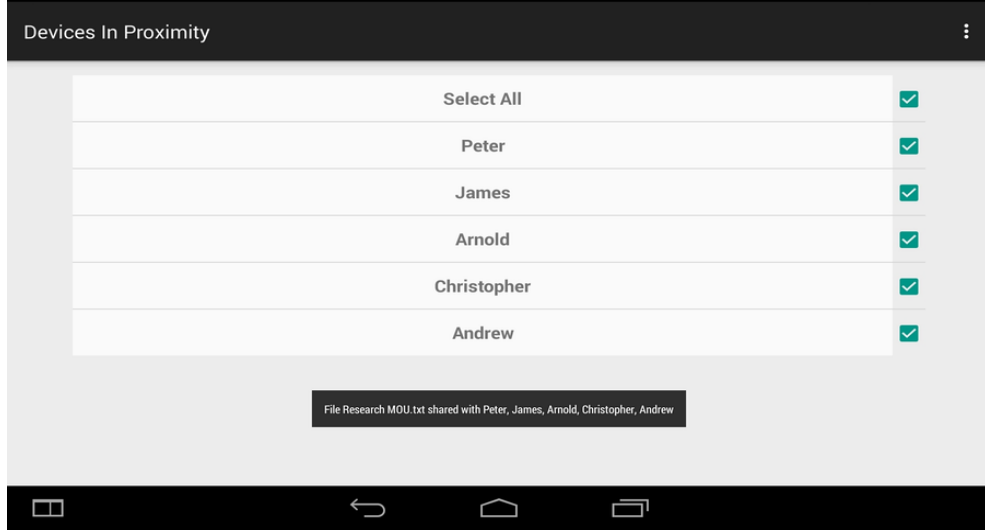 Devices In Proximity
Select All
Peter
James
Arnold
Christopher
Andrew
File Research MOU.txt shared with Peter, James, Arnold, Christopher, Andrew